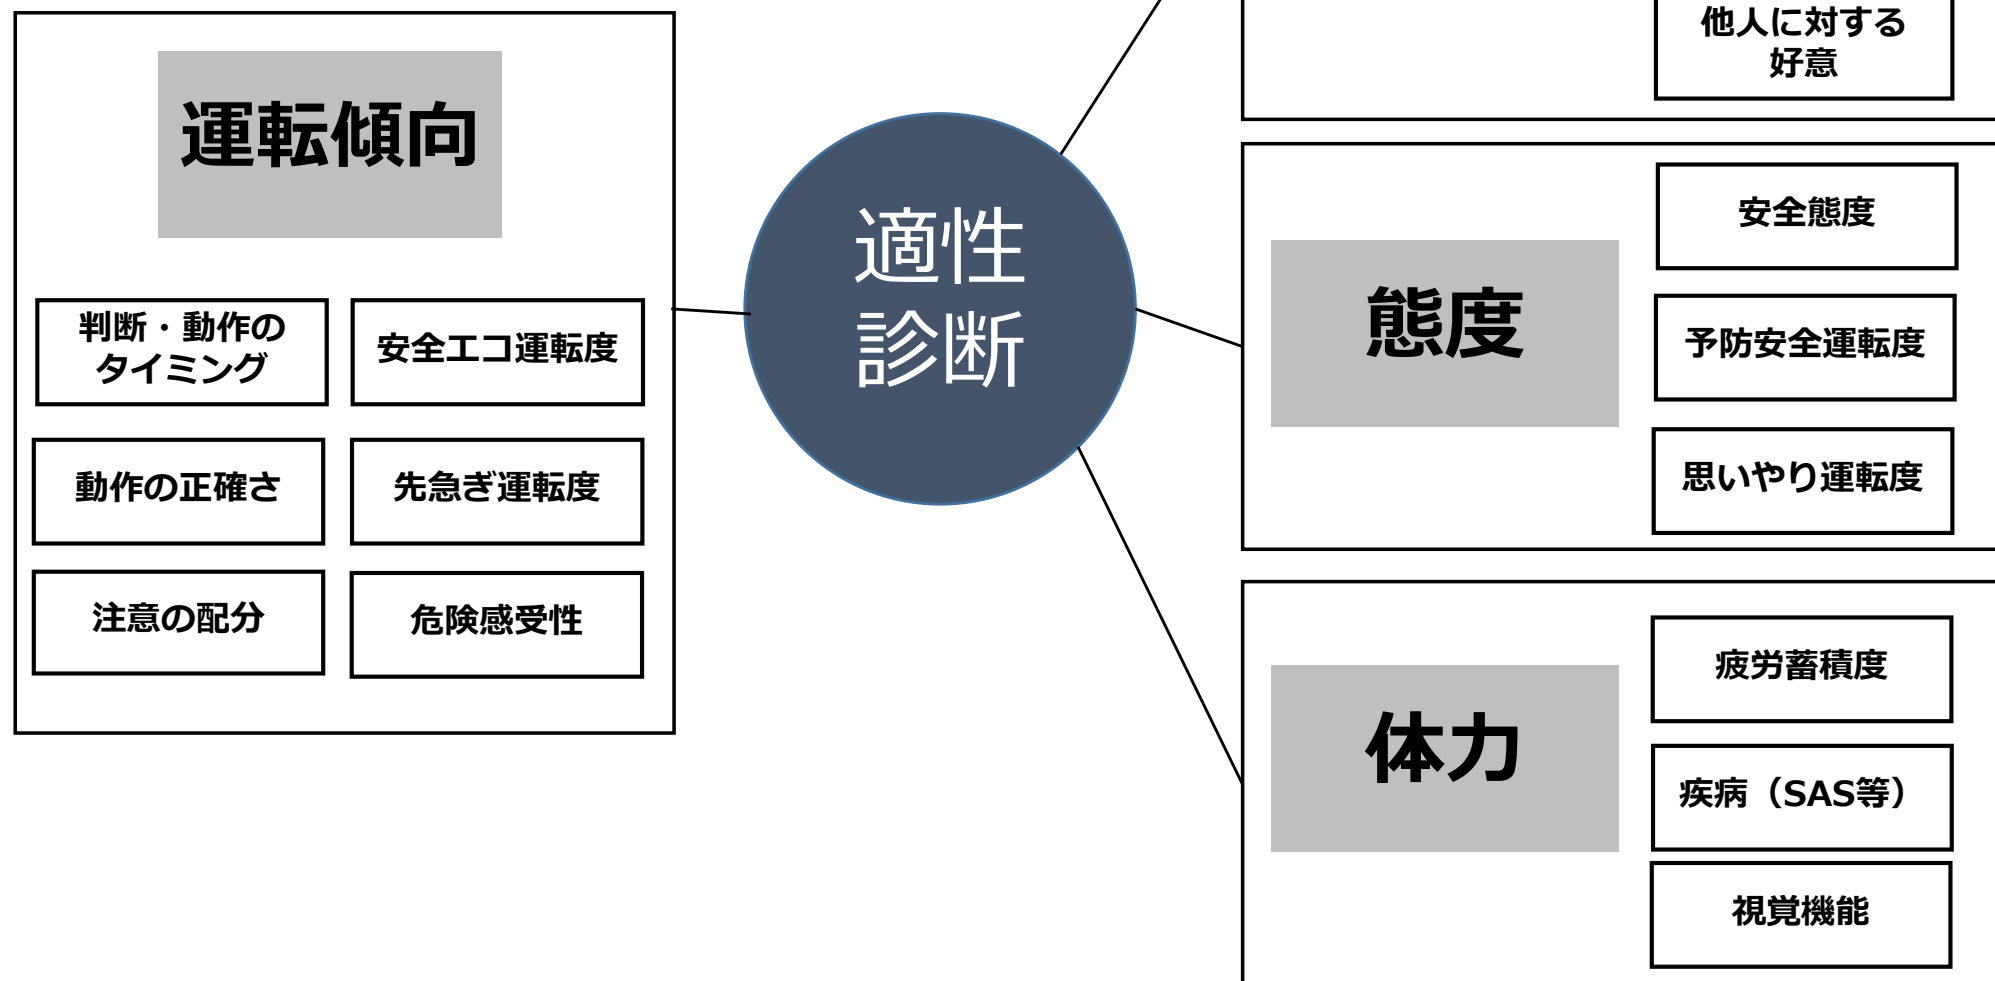 運転傾向
判断・動作の
タイミング
安全エコ運転度
動作の正確さ
先急ぎ運転度
注意の配分
危険感受性
適性
診断
他人に対する
好意
態度
安全態度
予防安全運転度
思いやり運転度
体力
疲労蓄積度
疾病（SAS等）
視覚機能